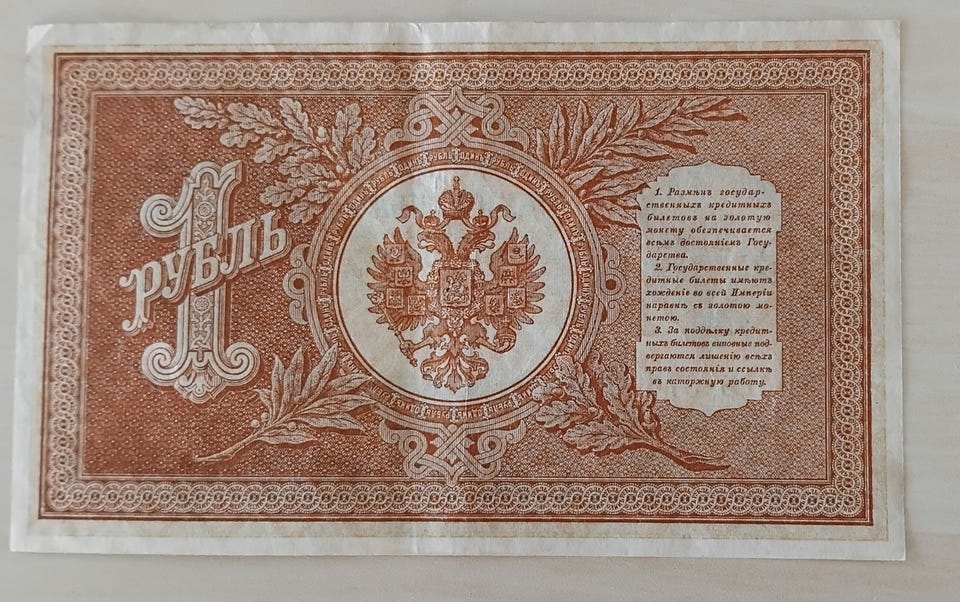 1
РУБЛЬ
1. Размѣнъ государ-
ственныхъ кредитныхъ
билетовъ на золотую
монету обезпечивается
всѣмъ достояніемъ Госу-
дарства.
2. Государственные кре-
дитные билеты имѣютъ
хожденіе во всей Имперіи
наравнѣ съ золотою мо-
нетою.
3. За поддѣлку кредит-
ныхъ билетовъ виновные под-
вергаются лишенію всѣхъ
правъ состоянія и ссылкѣ
въ каторжную работу.